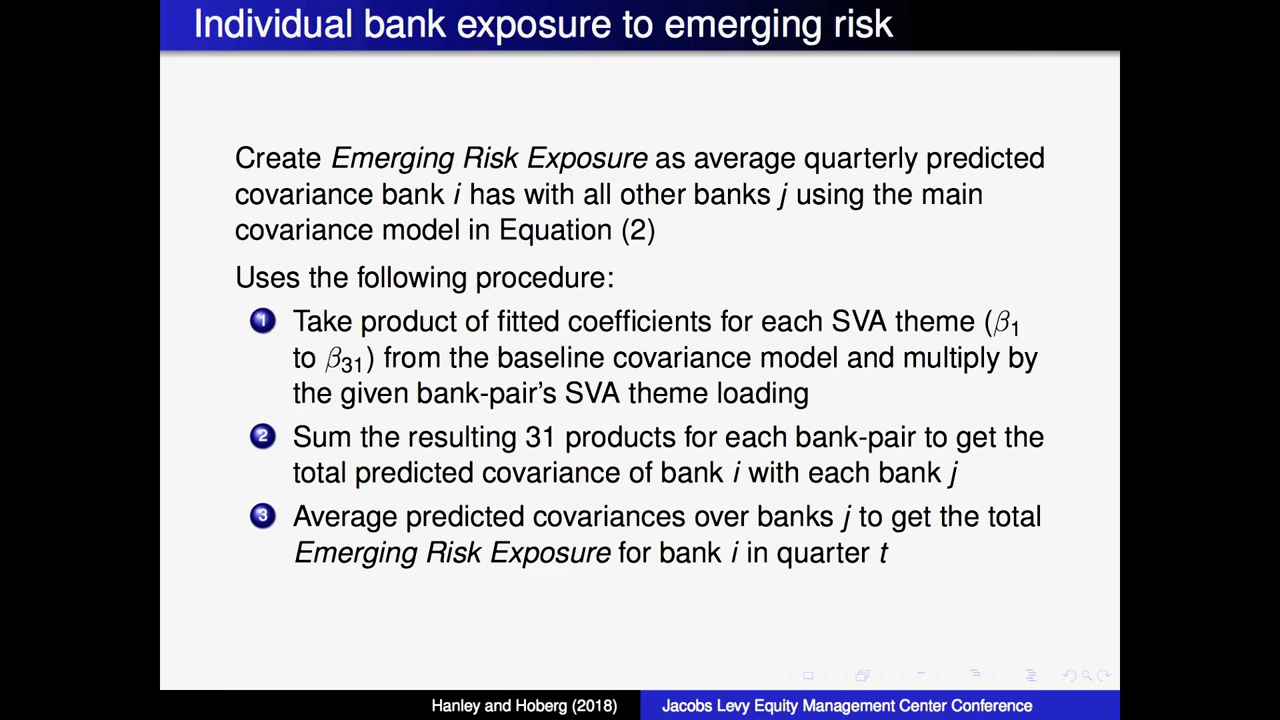 Individual bank exposure to emerging risk
Create Emerging Risk Exposure as average quarterly predicted
covariance bank i has with all other banks j using the main
covariance model in Equation (2)
Uses the following procedure:
1 Take product of fitted coefficients for each SVA theme (β1
to β31) from the baseline covariance model and multiply by
the given bank-pair's SVA theme loading
2 Sum the resulting 31 products for each bank-pair to get the
total predicted covariance of bank i with each bank j
3 Average predicted covariances over banks j to get the total
Emerging Risk Exposure for bank i in quarter t
Hanley and Hoberg (2018)
Jacobs Levy Equity Management Center Conference